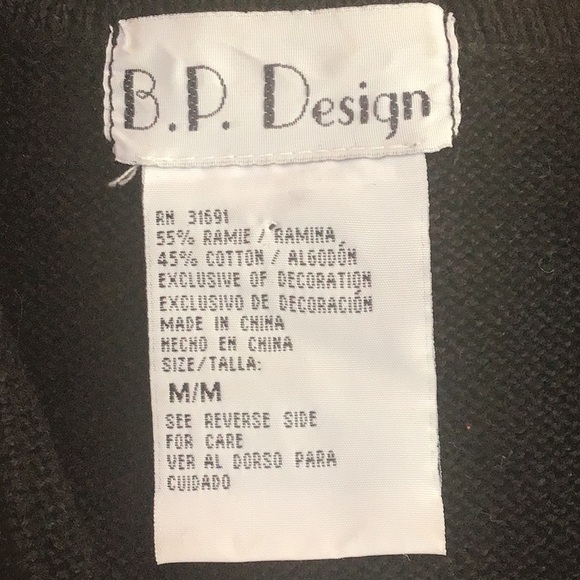 B.P. Design
RN 31691
55% RAMIE / RAMINA
45% COTTON / ALGODÓN
EXCLUSIVE OF DECORATION
EXCLUSIVO DE DECORACIÓN
MADE IN CHINA
HECHO EN CHINA
SIZE/TALLA:
M/M
SEE REVERSE SIDE
FOR CARE
VER AL DORSO PARA
CUIDADO